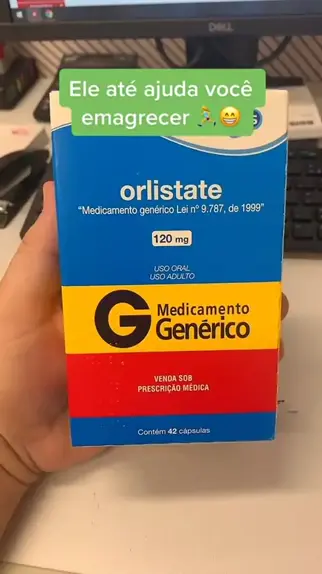 DELL
Ele até ajuda você
emagrecer 🏃😁
orlistate
"Medicamento genérico Lei nº 9.787, de 1999"
120 mg
USO ORAL
USO ADULTO
G Medicamento
Genérico
VENDA SOB
PRESCRIÇÃO MÉDICA
Contém 42 cápsulas